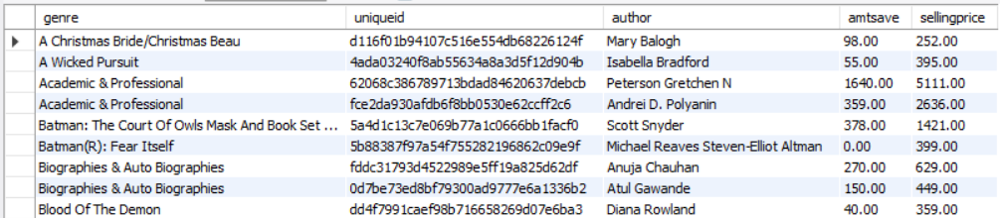 genre uniqueid author amtsave sellingprice
A Christmas Bride/Christmas Beau d116f01b94107c516e554db68226124f Mary Balogh 98.00 252.00
A Wicked Pursuit 4ada03240f8ab55634a8a3d5f12d904b Isabella Bradford 55.00 395.00
Academic & Professional 62068c386789713bdad84620637debcb Peterson Gretchen N 1640.00 5111.00
Academic & Professional fce2da930afdb6f8bb0530e62ccff2c6 Andrei D. Polyanin 359.00 2636.00
Batman: The Court Of Owls Mask And Book Set ... 5a4d1c13c7e069b77a1c0666bb1facf0 Scott Snyder 378.00 1421.00
Batman(R): Fear Itself 5b88387f97a54f755282196862c09e9f Michael Reaves Steven-Elliot Altman 0.00 399.00
Biographies & Auto Biographies fddc31793d4522989e5ff19a825d62df Anuja Chauhan 270.00 629.00
Biographies & Auto Biographies 0d7be73ed8bf79300ad9777e6a1336b2 Atul Gawande 150.00 449.00
Blood Of The Demon dd4f7991caef98b716658269d07e6ba3 Diana Rowland 40.00 359.00